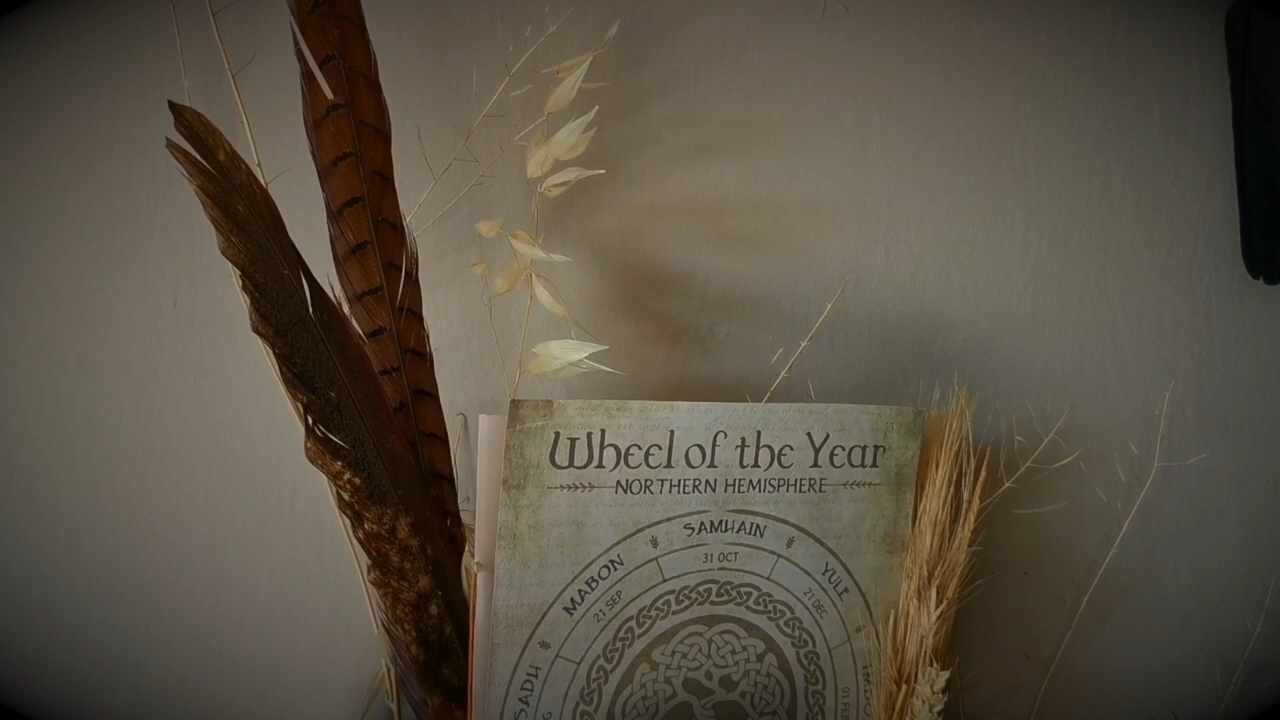 Wheel of the Year
NORTHERN HEMISPHERE
SAMHAIN
31 OCT
MABON
21 SEP
YULE
21 DEC